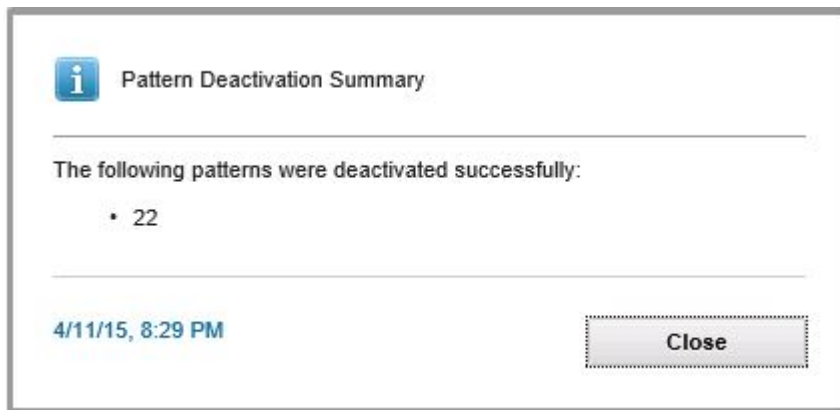 Pattern Deactivation Summary
The following patterns were deactivated successfully:
• 22
4/11/15, 8:29 PM
Close